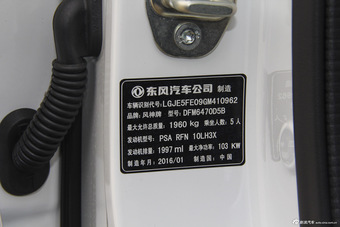 东风汽车公司 制造
车辆识别代号: LGJE5FE09GM410962
品牌: 风神牌 型号: DFM6470D5B
最大允许总质量: 1960 kg 乘坐人数: 5 人
发动机型号: PSA RFN 10LH3X
发动机排量: 1997 ml 最大净功率: 103 KW
制造年月: 2016/01 制造国: 中国